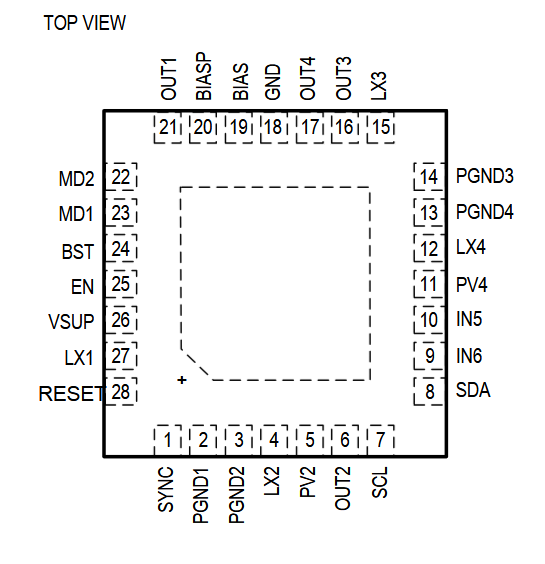 TOP VIEW
OUT1 BIASP BIAS GND OUT4 OUT3 LX3
21 20 19 18 17 16 15
MD2 22 14 PGND3
MD1 23 13 PGND4
BST 24 12 LX4
EN 25 11 PV4
VSUP 26 10 IN5
LX1 27 9 IN6
RESET 28 8 SDA
+
1 2 3 4 5 6 7
SYNC PGND1 PGND2 LX2 PV2 OUT2 SCL